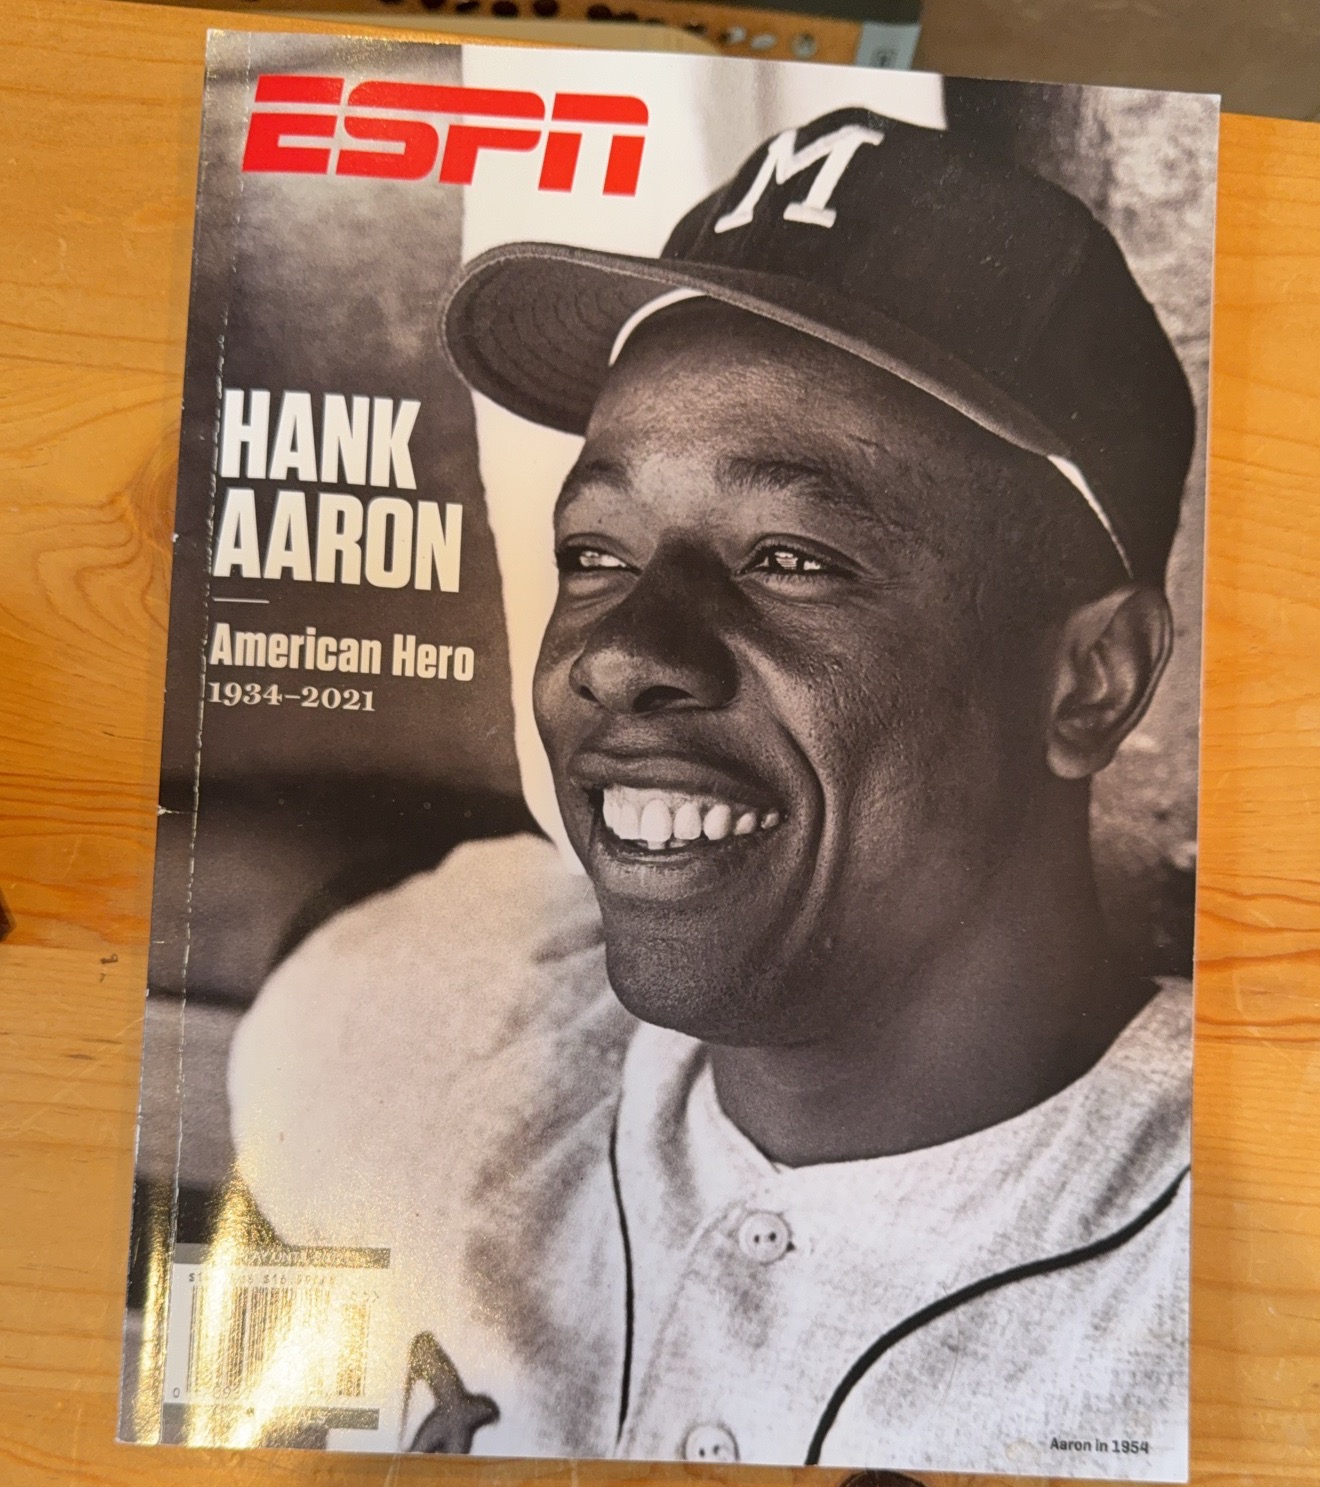 ESPN
M
HANK
AARON
American Hero
1934–2021
Aaron in 1954